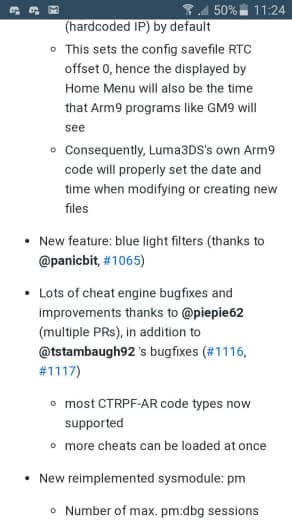 50% 11:24
(hardcoded IP) by default
This sets the config savefile RTC
offset 0, hence the displayed by
Home Menu will also be the time
that Arm9 programs like GM9 will
see
Consequently, Luma3DS's own Arm9
code will properly set the date and
time when modifying or creating new
files
New feature: blue light filters (thanks to
@panicbit, #1065)
Lots of cheat engine bugfixes and
improvements thanks to @piepie62
(multiple PRs), in addition to
@tstambaugh92 's bugfixes (#1116,
#1117)
most CTRPF-AR code types now
supported
more cheats can be loaded at once
New reimplemented sysmodule: pm
Number of max. pm:dbg sessions